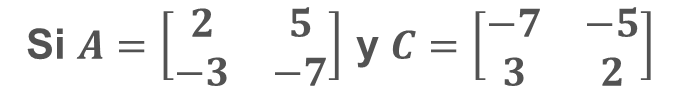 Si A = [2 5
-3 -7] y C = [-7 -5
3 2]